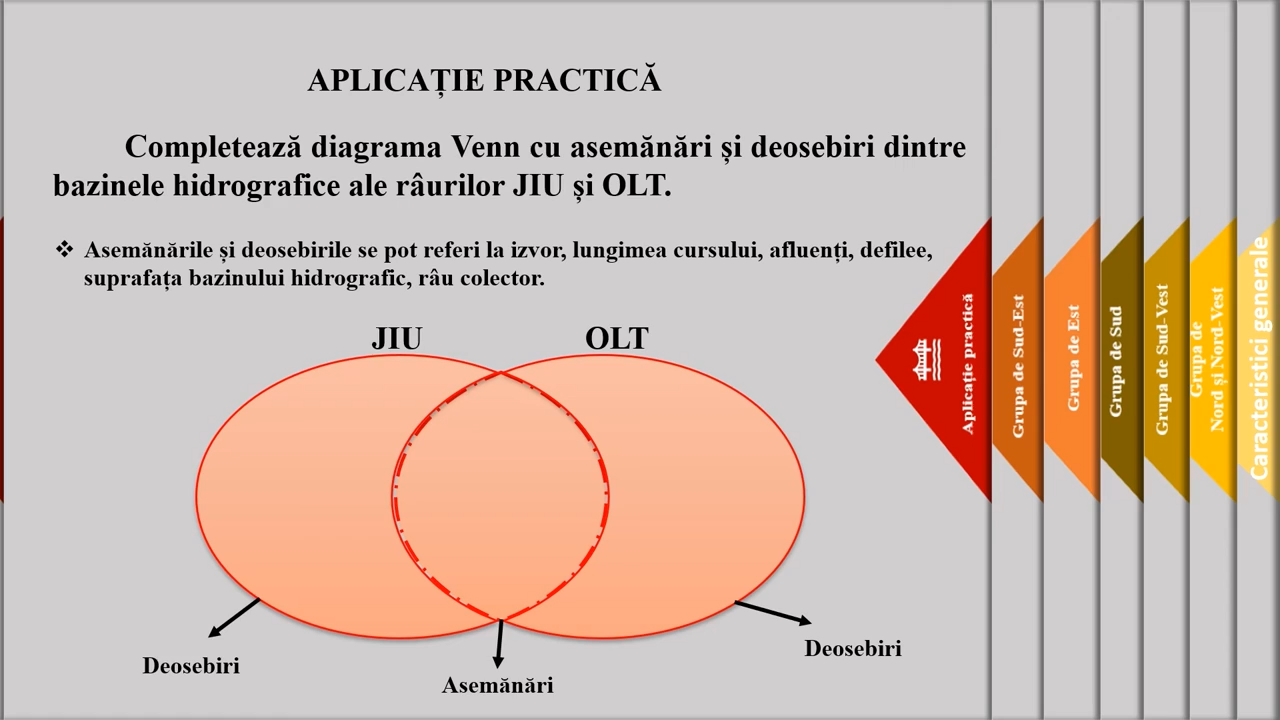 APLICAȚIE PRACTICĂ
Completează diagrama Venn cu asemănări și deosebiri dintre
bazinele hidrografice ale râurilor JIU și OLT.
❖ Asemănările și deosebirile se pot referi la izvor, lungimea cursului, afluenți, defilee,
suprafața bazinului hidrografic, râu colector.
JIU
OLT
Deosebiri
Asemănări
Deosebiri
Aplicație practică
Grupa de Sud-Est
Grupa de Est
Grupa de Sud
Grupa de Sud-Vest
Grupa de
Nord și Nord-Vest
Caracteristici generale